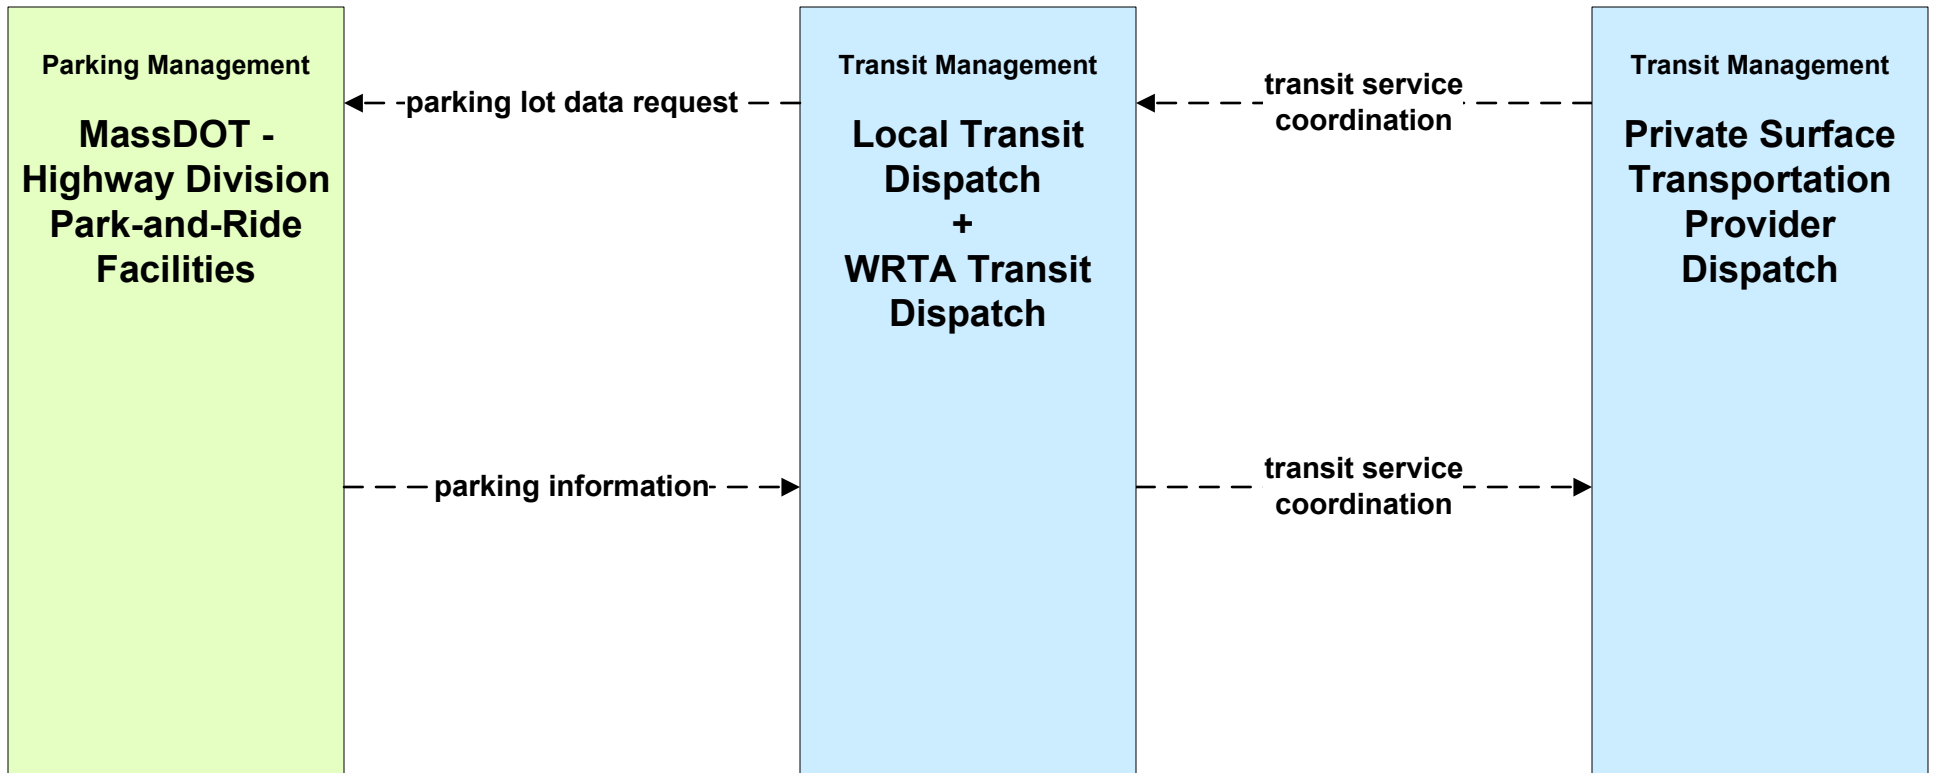 Parking Management
MassDOT -
Highway Division
Park-and-Ride
Facilities
parking lot data request
parking information
Transit Management
Local Transit
Dispatch
+
WRTA Transit
Dispatch
transit service
coordination
transit service
coordination
Transit Management
Private Surface
Transportation
Provider
Dispatch